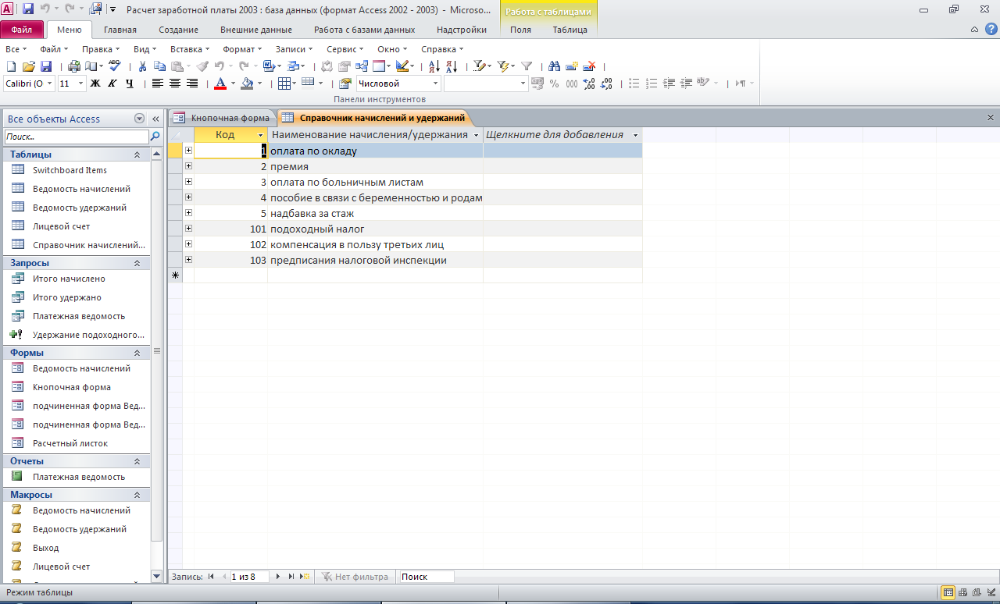 Расчет заработной платы 2003 : база данных (формат Access 2002 - 2003) - Microso...
Работа с таблицами
Файл Меню Главная Создание Внешние данные Работа с базами данных Надстройки Поля Таблица
Все Файл Правка Вид Вставка Формат Записи Сервис Окно Справка
Calibri (О 11 Ж К Ч А Числовой % 000
Панели инструментов
Все объекты Access
Поиск...
Таблицы
Switchboard Items
Ведомость начислений
Ведомость удержаний
Лицевой счет
Справочник начислений...
Запросы
Итого начислено
Итого удержано
Платежная ведомость
Удержание подоходного...
Формы
Ведомость начислений
Кнопочная форма
подчиненная форма Вед...
подчиненная форма Вед...
Расчетный листок
Отчеты
Платежная ведомость
Макросы
Ведомость начислений
Ведомость удержаний
Выход
Лицевой счет
Кнопочная форма Справочник начислений и удержаний
Код Наименование начисления/удержания Щелкните для добавления
1 оплата по окладу
2 премия
3 оплата по больничным листам
4 пособие в связи с беременностью и родам
5 надбавка за стаж
101 подоходный налог
102 компенсация в пользу третьих лиц
103 предписания налоговой инспекции
Запись: 1 из 8 Нет фильтра Поиск
Режим таблицы